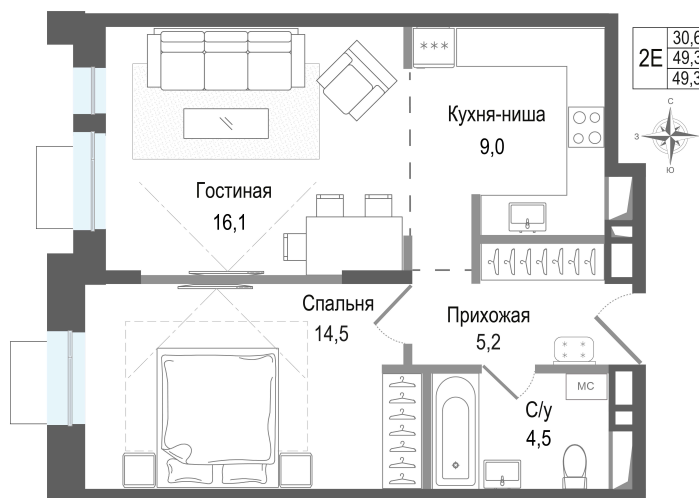 2Е
30,6
49,3
49,3
***
Кухня-ниша
9,0
С
З
Ю
Гостиная
16,1
Спальня
14,5
Прихожая
5,2
МС
С/у
4,5